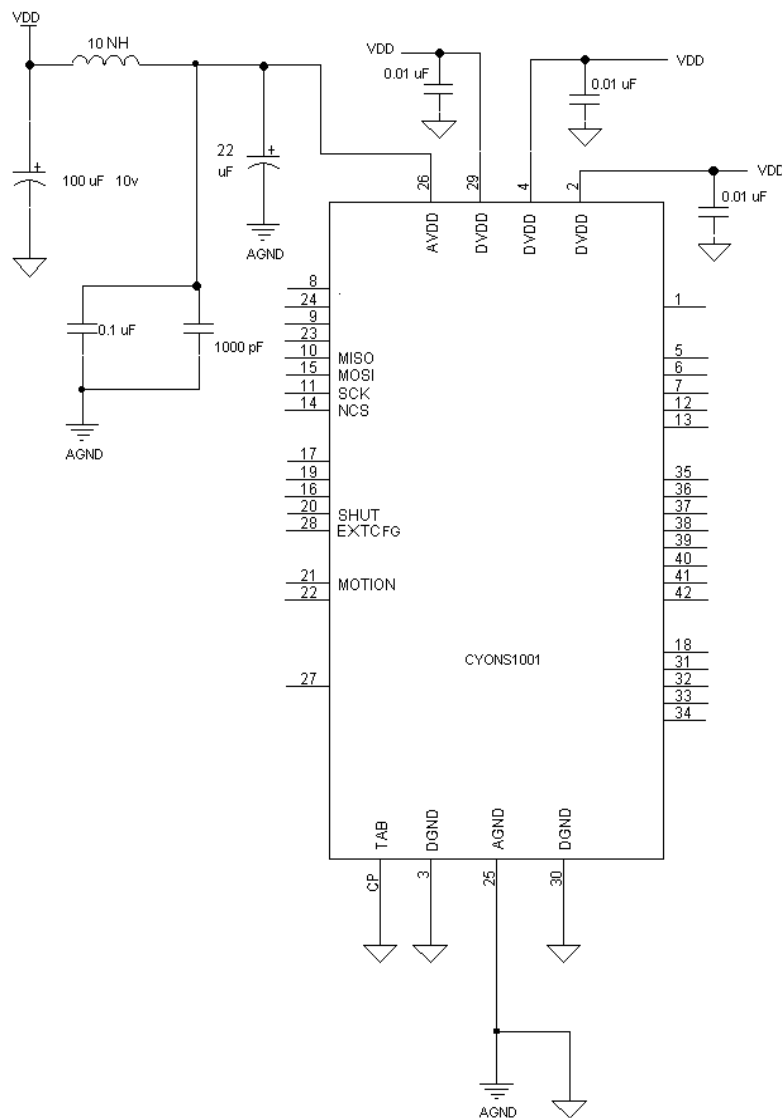 VDD
10 NH
VDD
0.01 uF
0.01 uF
VDD
100 uF 10v
22
uF
AGND
26
29
4
2
VDD
0.01 uF
AVDD
DVDD
DVDD
DVDD
8
24
9
23
10
15
11
14
MISO
MOSI
SCK
NCS
0.1 uF
1000 pF
AGND
1
5
6
7
12
13
17
19
16
20
28
SHUT
EXTCFG
35
36
37
38
39
40
41
42
21
22
MOTION
CYONS1001
18
31
32
33
34
27
TAB
DGND
AGND
DGND
CP
3
25
30
AGND